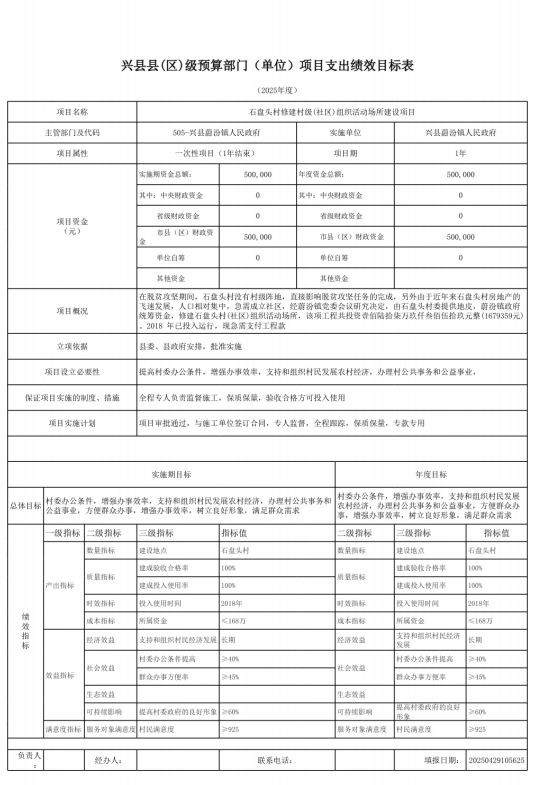 兴县县(区)级预算部门（单位）项目支出绩效目标表
（2025年度）
项目名称 石盘头村修建村级(社区)组织活动场所建设项目
主管部门及代码 505-兴县蔚汾镇人民政府 实施单位 兴县蔚汾镇人民政府
项目属性 一次性项目（1年结束） 项目期 1年
项目资金
（元）
实施期资金总额： 500,000 年度资金总额： 500,000
其中：中央财政资金 0 其中：中央财政资金 0
省级财政资金 0 省级财政资金 0
市县（区）财政资
金 500,000 市县（区）财政资金 500,000
单位自筹 0 单位自筹 0
其他资金 其他资金
项目概况
在脱贫攻坚期间，石盘头村没有村级阵地，直接影响脱贫攻坚任务的完成，另外由于近年来石盘头村房地产的
飞速发展，人口相对集中，急需成立社区，经蔚汾镇党委会议研究决定，由石盘头村委提供地皮，蔚汾镇政府
统筹资金，修建石盘头村(社区)组织活动场所，该项工程共投资壹佰陆拾柒万玖仟叁佰伍拾玖元整(1679359元)
。2018 年已投入运行，现急需支付工程款
立项依据 县委、县政府安排，批准实施
项目设立必要性 提高村委办公条件，增强办事效率，支持和组织村民发展农村经济，办理村公共事务和公益事业，
保证项目实施的制度、措施 全程专人负责监督施工，保质保量，验收合格方可投入使用
项目实施计划 项目审批通过，与施工单位签订合同，专人监督，全程跟踪，保质保量，专款专用
实施期目标 年度目标
总体目标
村委办公条件，增强办事效率，支持和组织村民发展农村经济，办理村公共事务和
公益事业，方便群众办事，增强办事效率，树立良好形象，满足群众需求
村委办公条件，增强办事效率，支持和组织村民发展
农村经济，办理村公共事务和公益事业，方便群众办
事，增强办事效率，树立良好形象，满足群众需求
绩
效
指
标
一级指标 二级指标 三级指标 指标值 二级指标 三级指标 指标值
产出指标
数量指标 建设地点 石盘头村 数量指标 建设地点 石盘头村
质量指标 建成验收合格率 100% 质量指标 建成验收合格率 100%
建成投入使用率 100% 建成投入使用率 100%
时效指标 投入使用时间 2018年 时效指标 投入使用时间 2018年
成本指标 所属资金 ≤168万 成本指标 所属资金 ≤168万
效益指标
经济效益 支持和组织村民经济发展 长期 经济效益 支持和组织村民经济
发展 长期
社会效益 村委办公条件提高 ≥40% 社会效益 村委办公条件提高 ≥40%
群众办事方便率 ≥45% 群众办事方便率 ≥45%
生态效益 生态效益
可持续影响 提高村委政府的良好形象 ≥60% 可持续影响 提高村委政府的良好
形象 ≥60%
满意度指标 服务对象满意度 村民满意度 ≥925 服务对象满意度 村民满意度 ≥925
负责人
： 经办人： 联系电话： 填报日期： 20250429105625